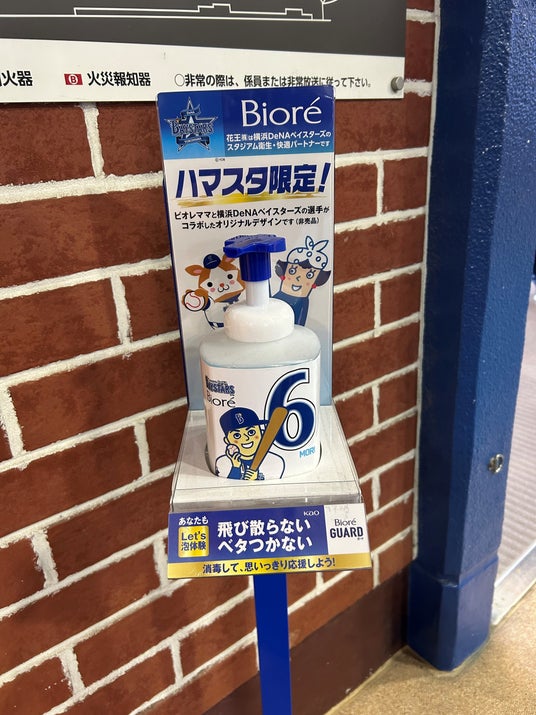 火器 B 火災報知器 ○非常の際は、係員または非常放送に従って下さい。
BAYSTARS
Bioré
花王㈱は横浜DeNAベイスターズの
スタジアム衛生・快適パートナーです
ハマスタ限定!
ビオレママと横浜DeNAベイスターズの選手が
コラボしたオリジナルデザインです(非売品)
BAYSTARS
Bioré
6
MORI
あなたも
Let's
泡体験
飛び散らない
ベタつかない
Kao
Bioré
GUARD
消毒して、思いっきり応援しよう!